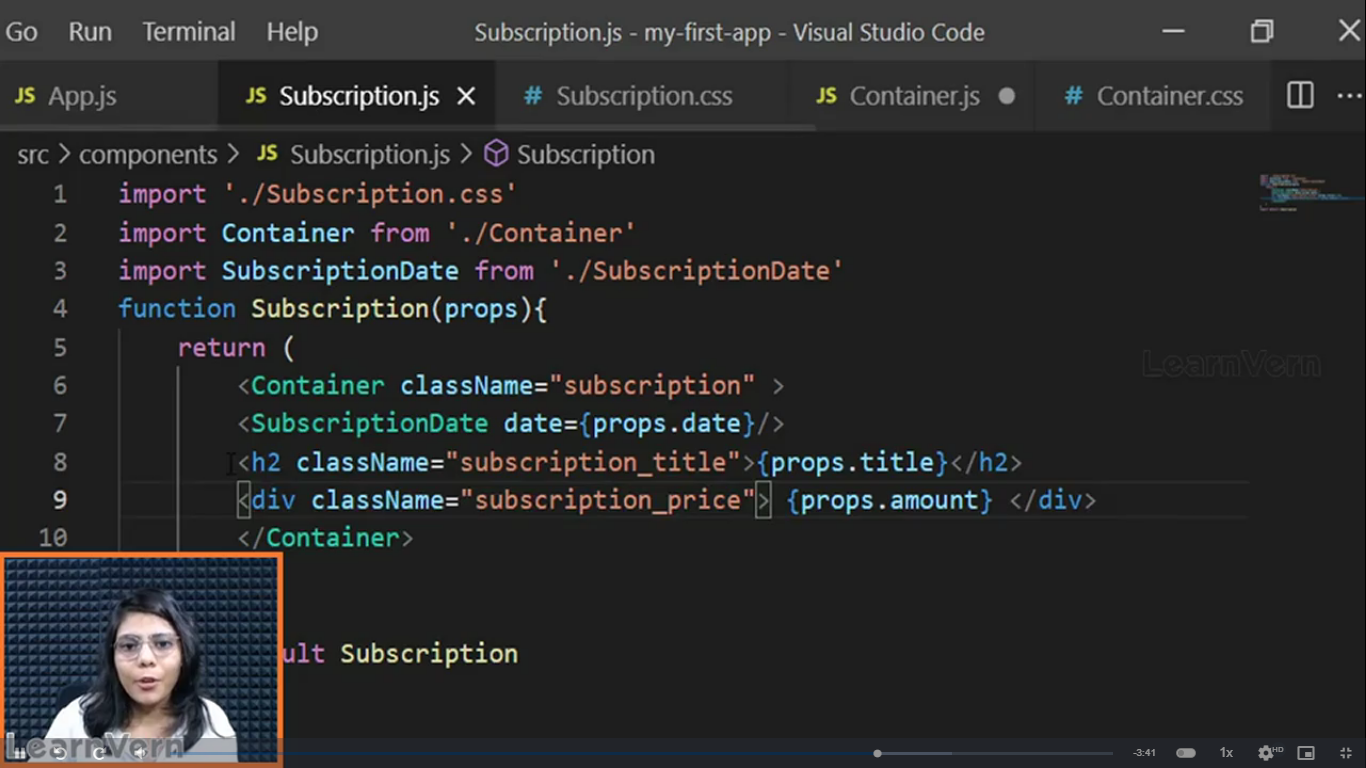 Go Run Terminal Help Subscription.js - my-first-app - Visual Studio Code
JS App.js JS Subscription.js # Subscription.css JS Container.js # Container.css
src > components > JS Subscription.js > Subscription
1 import './Subscription.css'
2 import Container from './Container'
3 import SubscriptionDate from './SubscriptionDate'
4 function Subscription(props){
5 return (
6 <Container className="subscription" >
7 <SubscriptionDate date={props.date}/>
8 <h2 className="subscription_title">{props.title}</h2>
9 <div className="subscription_price"> {props.amount} </div>
10 </Container>
ult Subscription
LearnVern
LearnVern
-3:41 1x HD